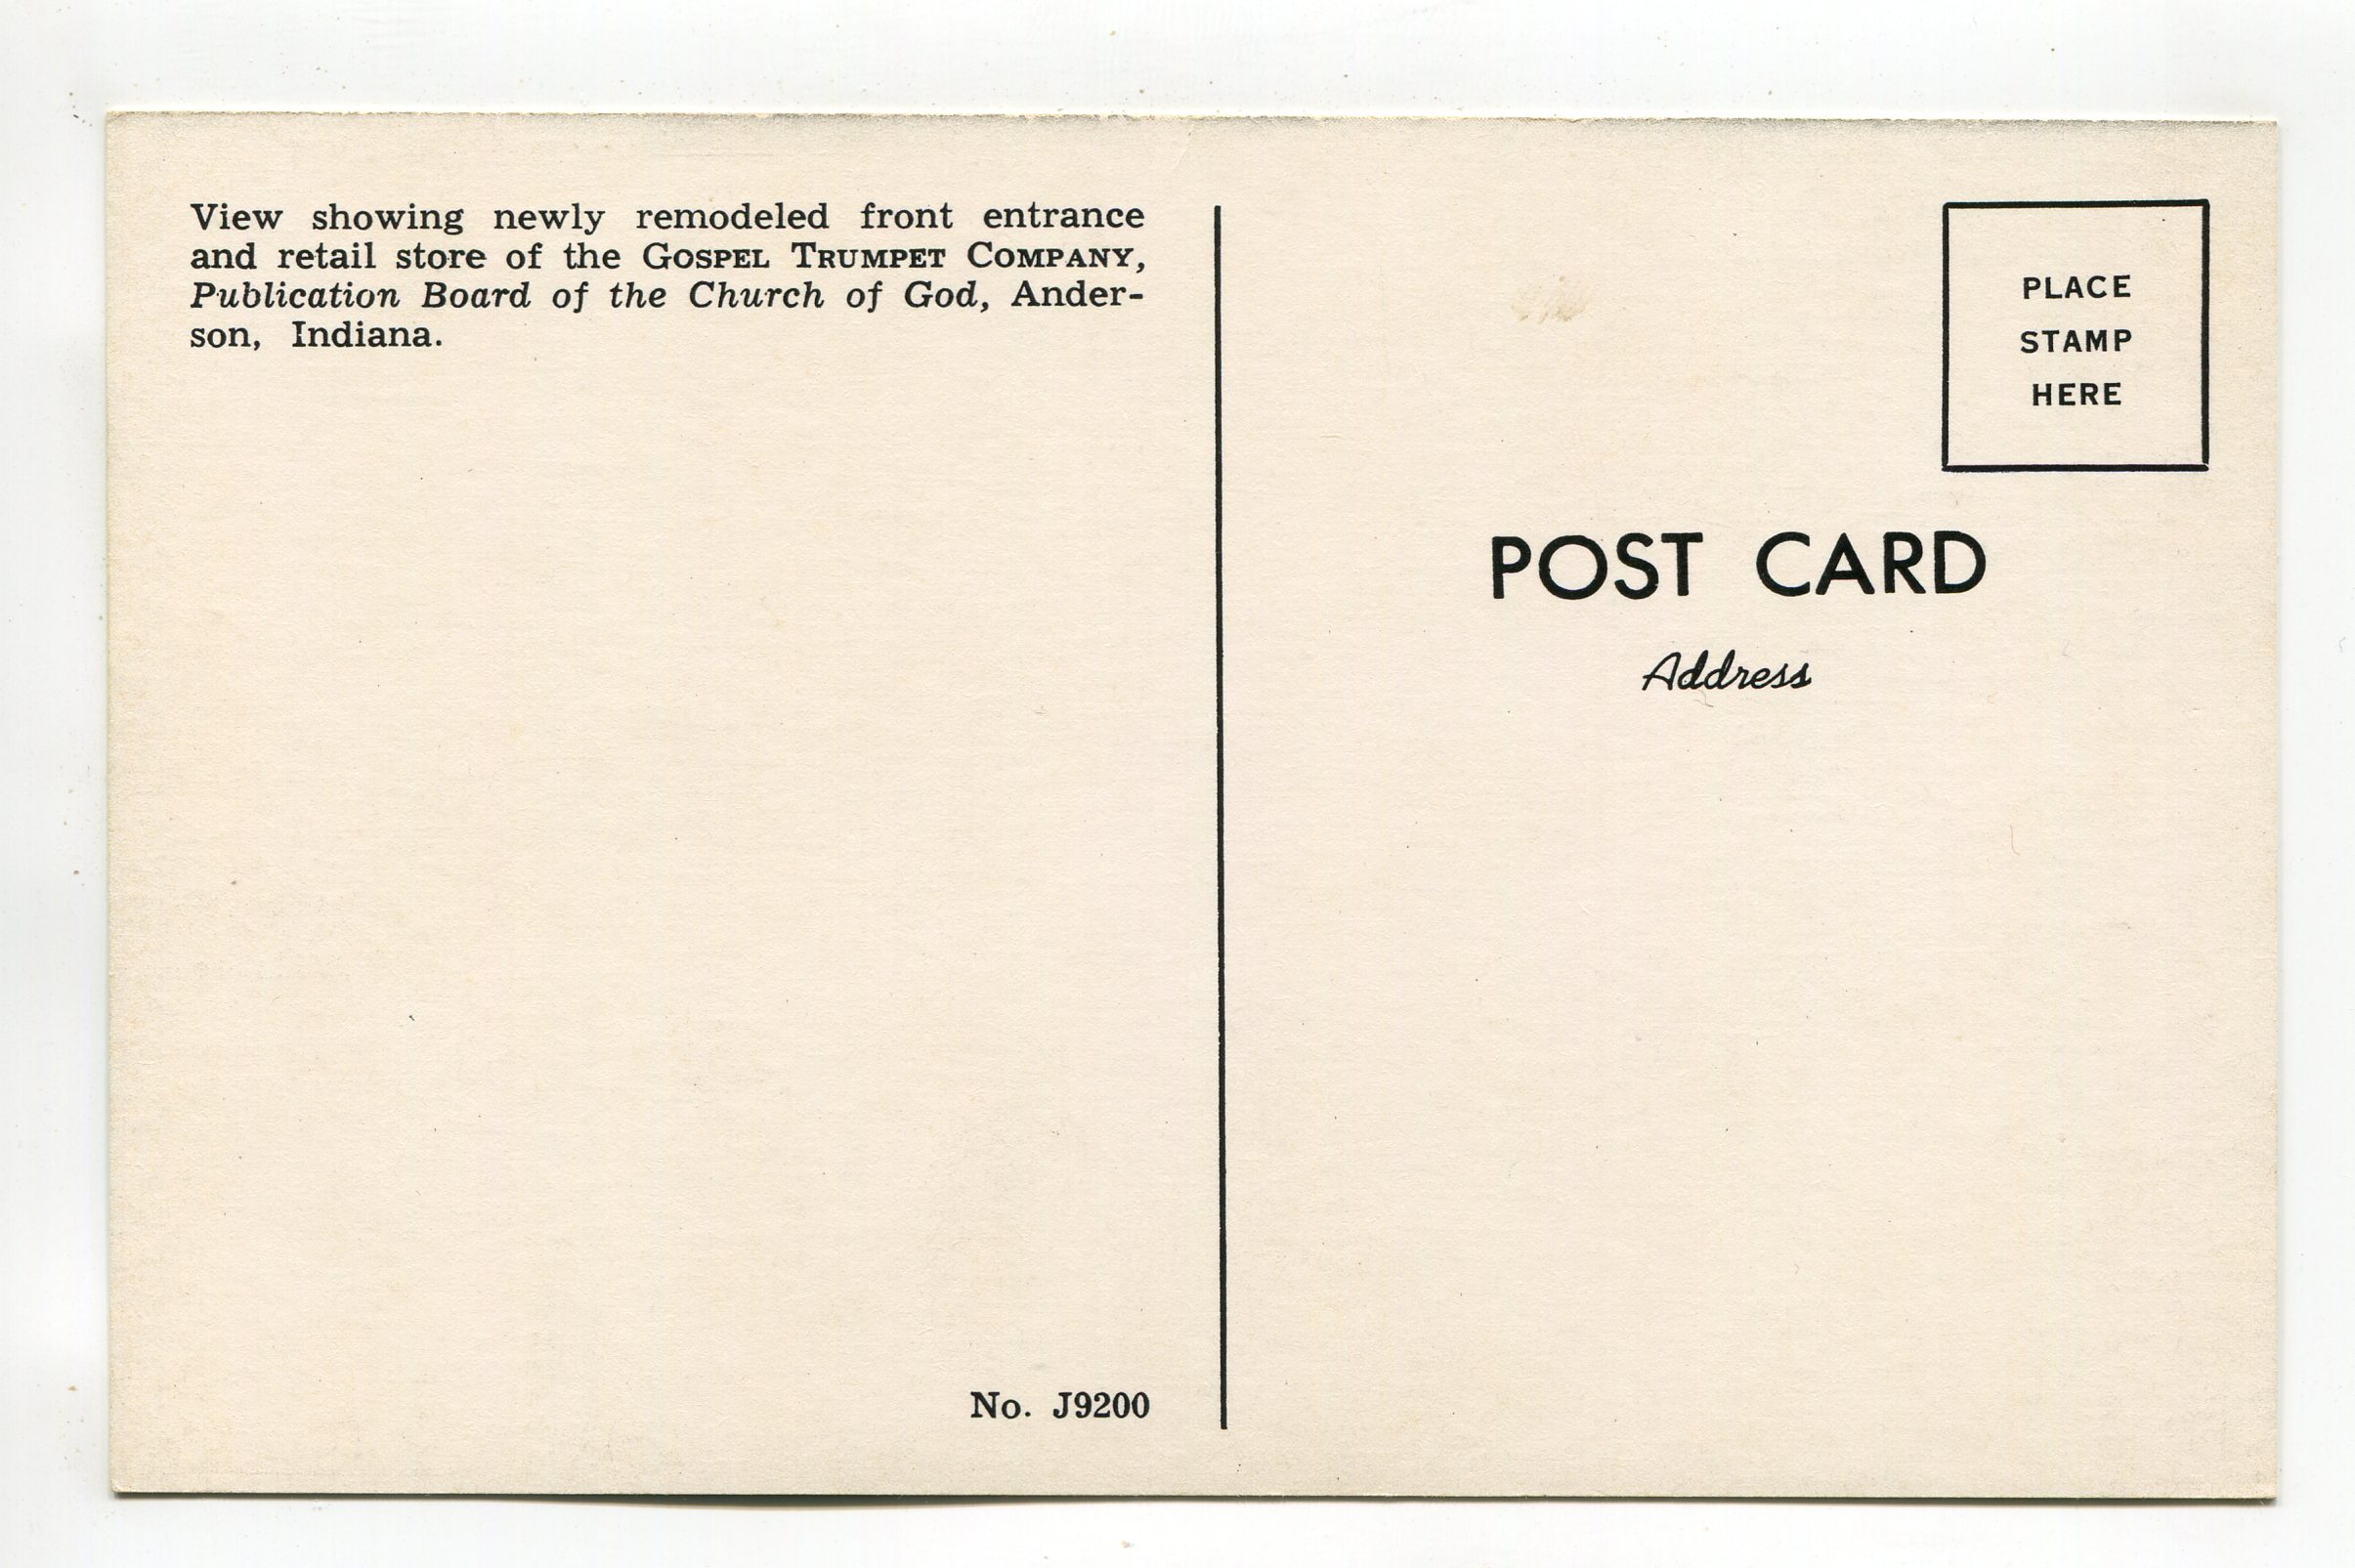 View showing newly remodeled front entrance
and retail store of the GOSPEL TRUMPET COMPANY,
Publication Board of the Church of God, Ander-
son, Indiana.
No. J9200
PLACE
STAMP
HERE
POST CARD
Address